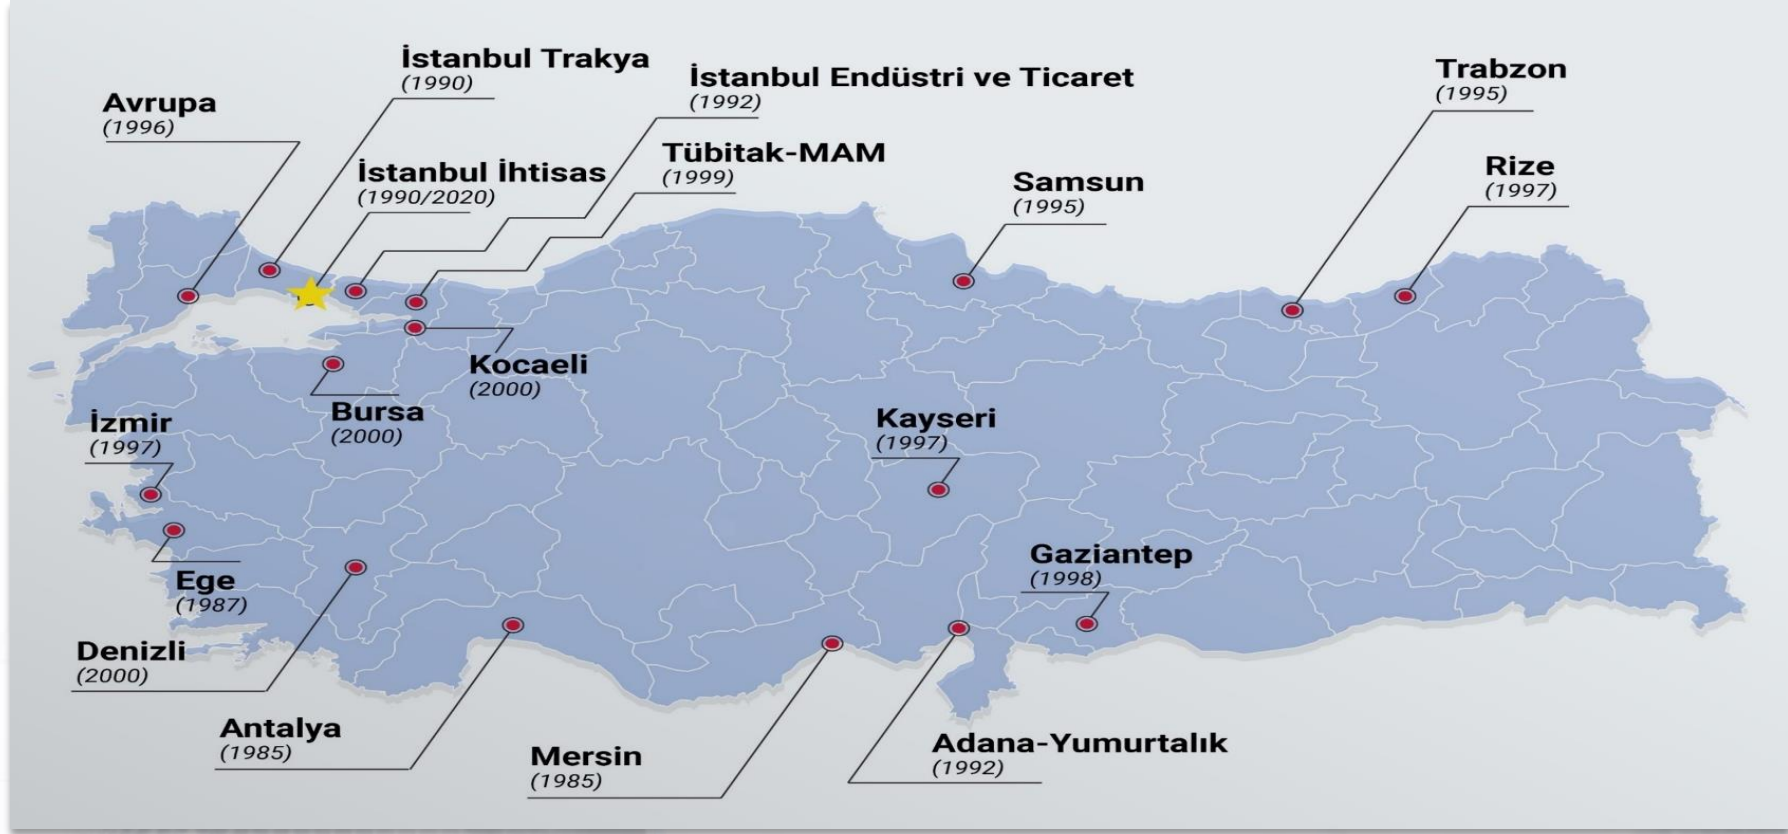 İstanbul Trakya
(1990)
İstanbul Endüstri ve Ticaret
(1992)
Trabzon
(1995)
Avrupa
(1996)
Tübitak-MAM
(1999)
İstanbul İhtisas
(1990/2020)
Samsun
(1995)
Rize
(1997)
Kocaeli
(2000)
Bursa
(2000)
İzmir
(1997)
Kayseri
(1997)
Gaziantep
(1998)
Ege
(1987)
Denizli
(2000)
Antalya
(1985)
Mersin
(1985)
Adana-Yumurtalık
(1992)